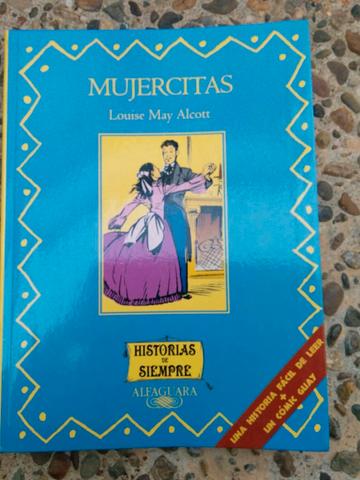 MUJERCITAS
Louise May Alcott
HISTORIAS
DE
SIEMPRE
ALFAGUARA
UNA HISTORIA FÁCIL DE LEER
+
UN CÓMIC GUAY